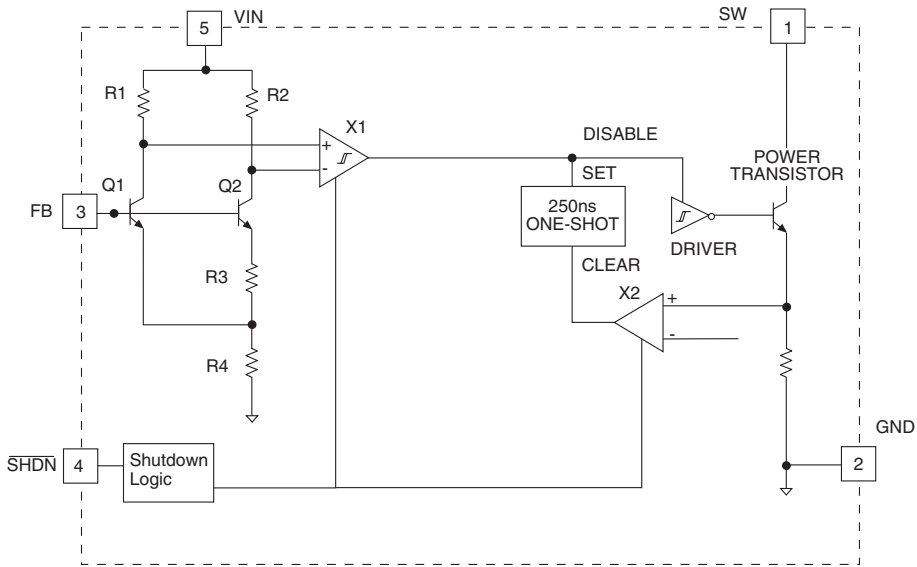 VIN
SW
5
1
R1
R2
X1
+
-
DISABLE
SET
POWER
TRANSISTOR
Q1
Q2
FB
3
250ns
ONE-SHOT
DRIVER
CLEAR
R3
X2
+
-
R4
GND
SHDN
4
Shutdown
Logic
2